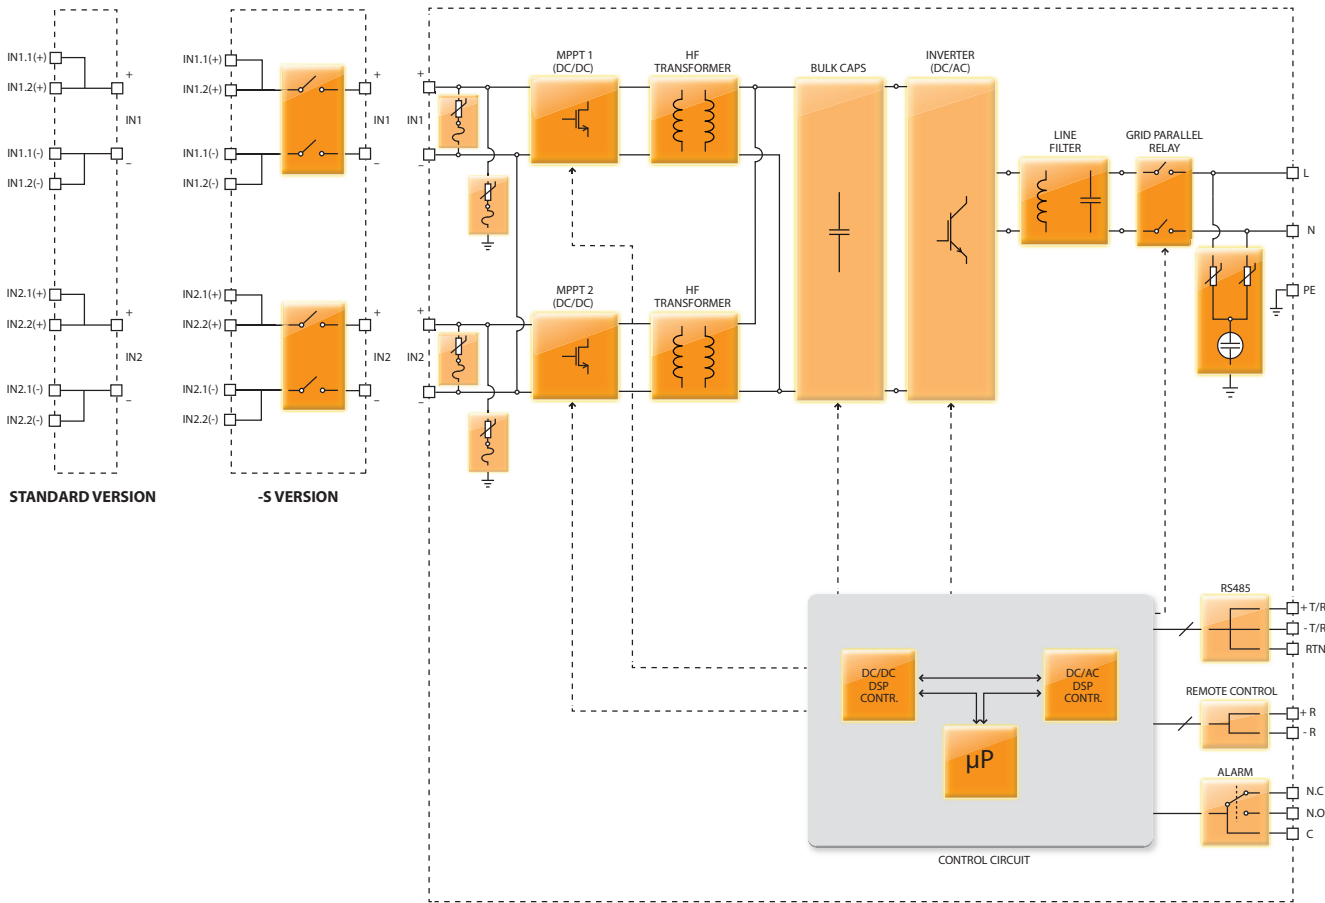 IN1.1(+)
IN1.2(+)
+
IN1
IN1.1(-)
−
IN1.2(-)
IN2.1(+)
+
IN2.2(+)
IN2
IN2.1(-)
−
IN2.2(-)
STANDARD VERSION
IN1.1(+)
+
IN1.2(+)
IN1
IN1.1(-)
−
IN1.2(-)
IN2.1(+)
+
IN2.2(+)
IN2
IN2.1(-)
−
IN2.2(-)
-S VERSION
+
IN1
−
+
IN2
−
MPPT 1
(DC/DC)
HF
TRANSFORMER
BULK CAPS
INVERTER
(DC/AC)
LINE
FILTER
GRID PARALLEL
RELAY
L
N
PE
MPPT 2
(DC/DC)
HF
TRANSFORMER
DC/DC
DSP
CONTR.
DC/AC
DSP
CONTR.
µP
CONTROL CIRCUIT
RS485
+ T/R
- T/R
RTN
REMOTE CONTROL
+ R
- R
ALARM
N.C
N.O
C